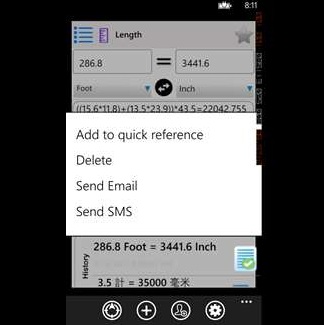 8:11
Length
286.8 = 3441.6
Foot Inch
((15.6*11.8)+(13.5*23.9))*43.5=22042.755
Add to quick reference
Delete
Send Email
Send SMS
286.8 Foot = 3441.6 Inch
History
3.5 計 = 35000 毫米
...